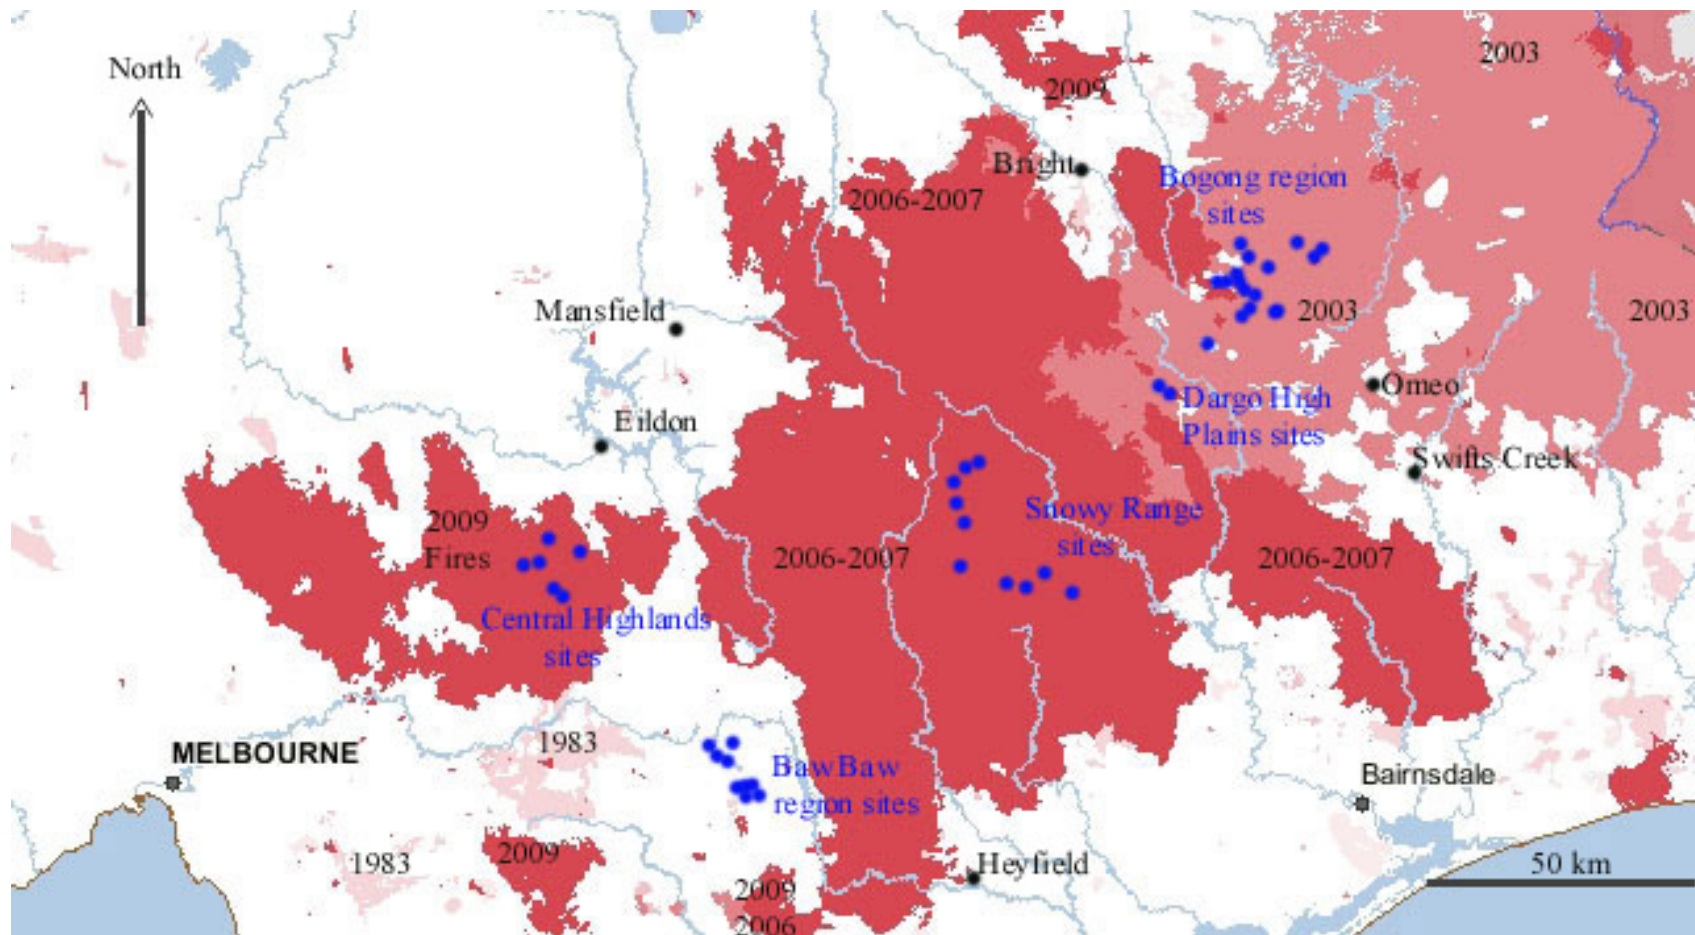 North
2003
2009
Bright
Bogong region
sites
2006-2007
Mansfield
2003
2003
Omeo
Dargo High
Plains sites
Eildon
Swifts Creek
2009
Fires
Snowy Range
sites
2006-2007
2006-2007
Central Highlands
sites
1983
MELBOURNE
BawBaw
region sites
Bairnsdale
1983
2009
Heyfield
50 km
2009
2006